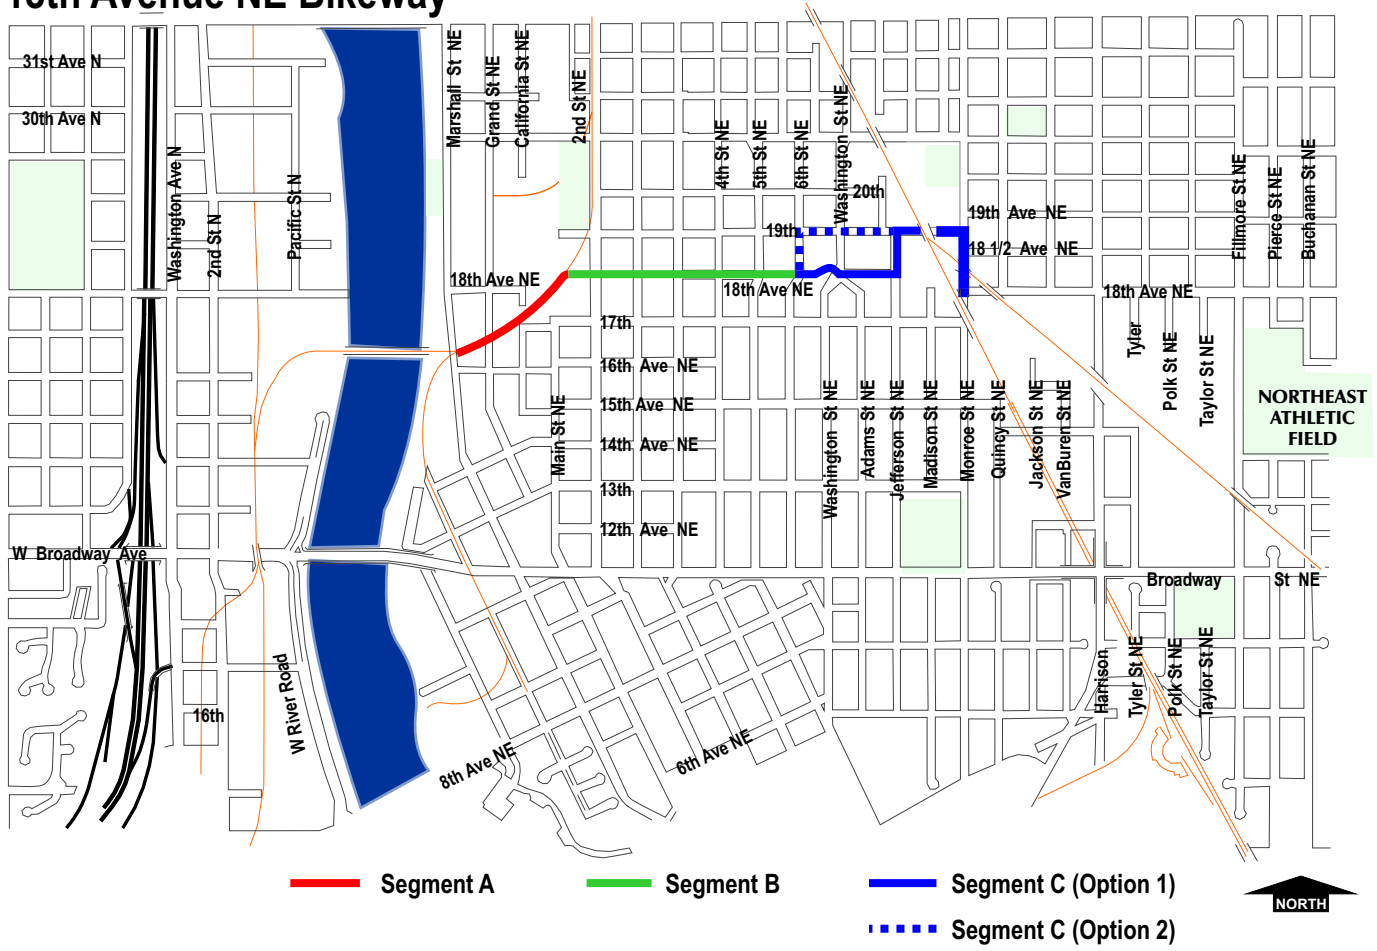 Avenue NE Bikeway
31st Ave N
30th Ave N
Washington Ave N
2nd St N
Pacific St N
Marshall St NE
Grand St NE
California St NE
2nd St NE
4th St NE
5th St NE
6th St NE
Washington St NE
20th
19th
19th Ave NE
18 1/2 Ave NE
Fillmore St NE
Pierce St NE
Buchanan St NE
18th Ave NE
18th Ave NE
18th Ave NE
17th
16th Ave NE
15th Ave NE
14th Ave NE
13th
12th Ave NE
Main St NE
Washington St NE
Adams St NE
Jefferson St NE
Madison St NE
Monroe St NE
Quincy St NE
Jackson St NE
VanBuren St NE
Tyler
Polk St NE
Taylor St NE
NORTHEAST
ATHLETIC
FIELD
W Broadway Ave
Broadway St NE
Harrison
Tyler St NE
Polk St NE
Taylor St NE
16th
W River Road
8th Ave NE
6th Ave NE
Segment A
Segment B
Segment C (Option 1)
Segment C (Option 2)
NORTH